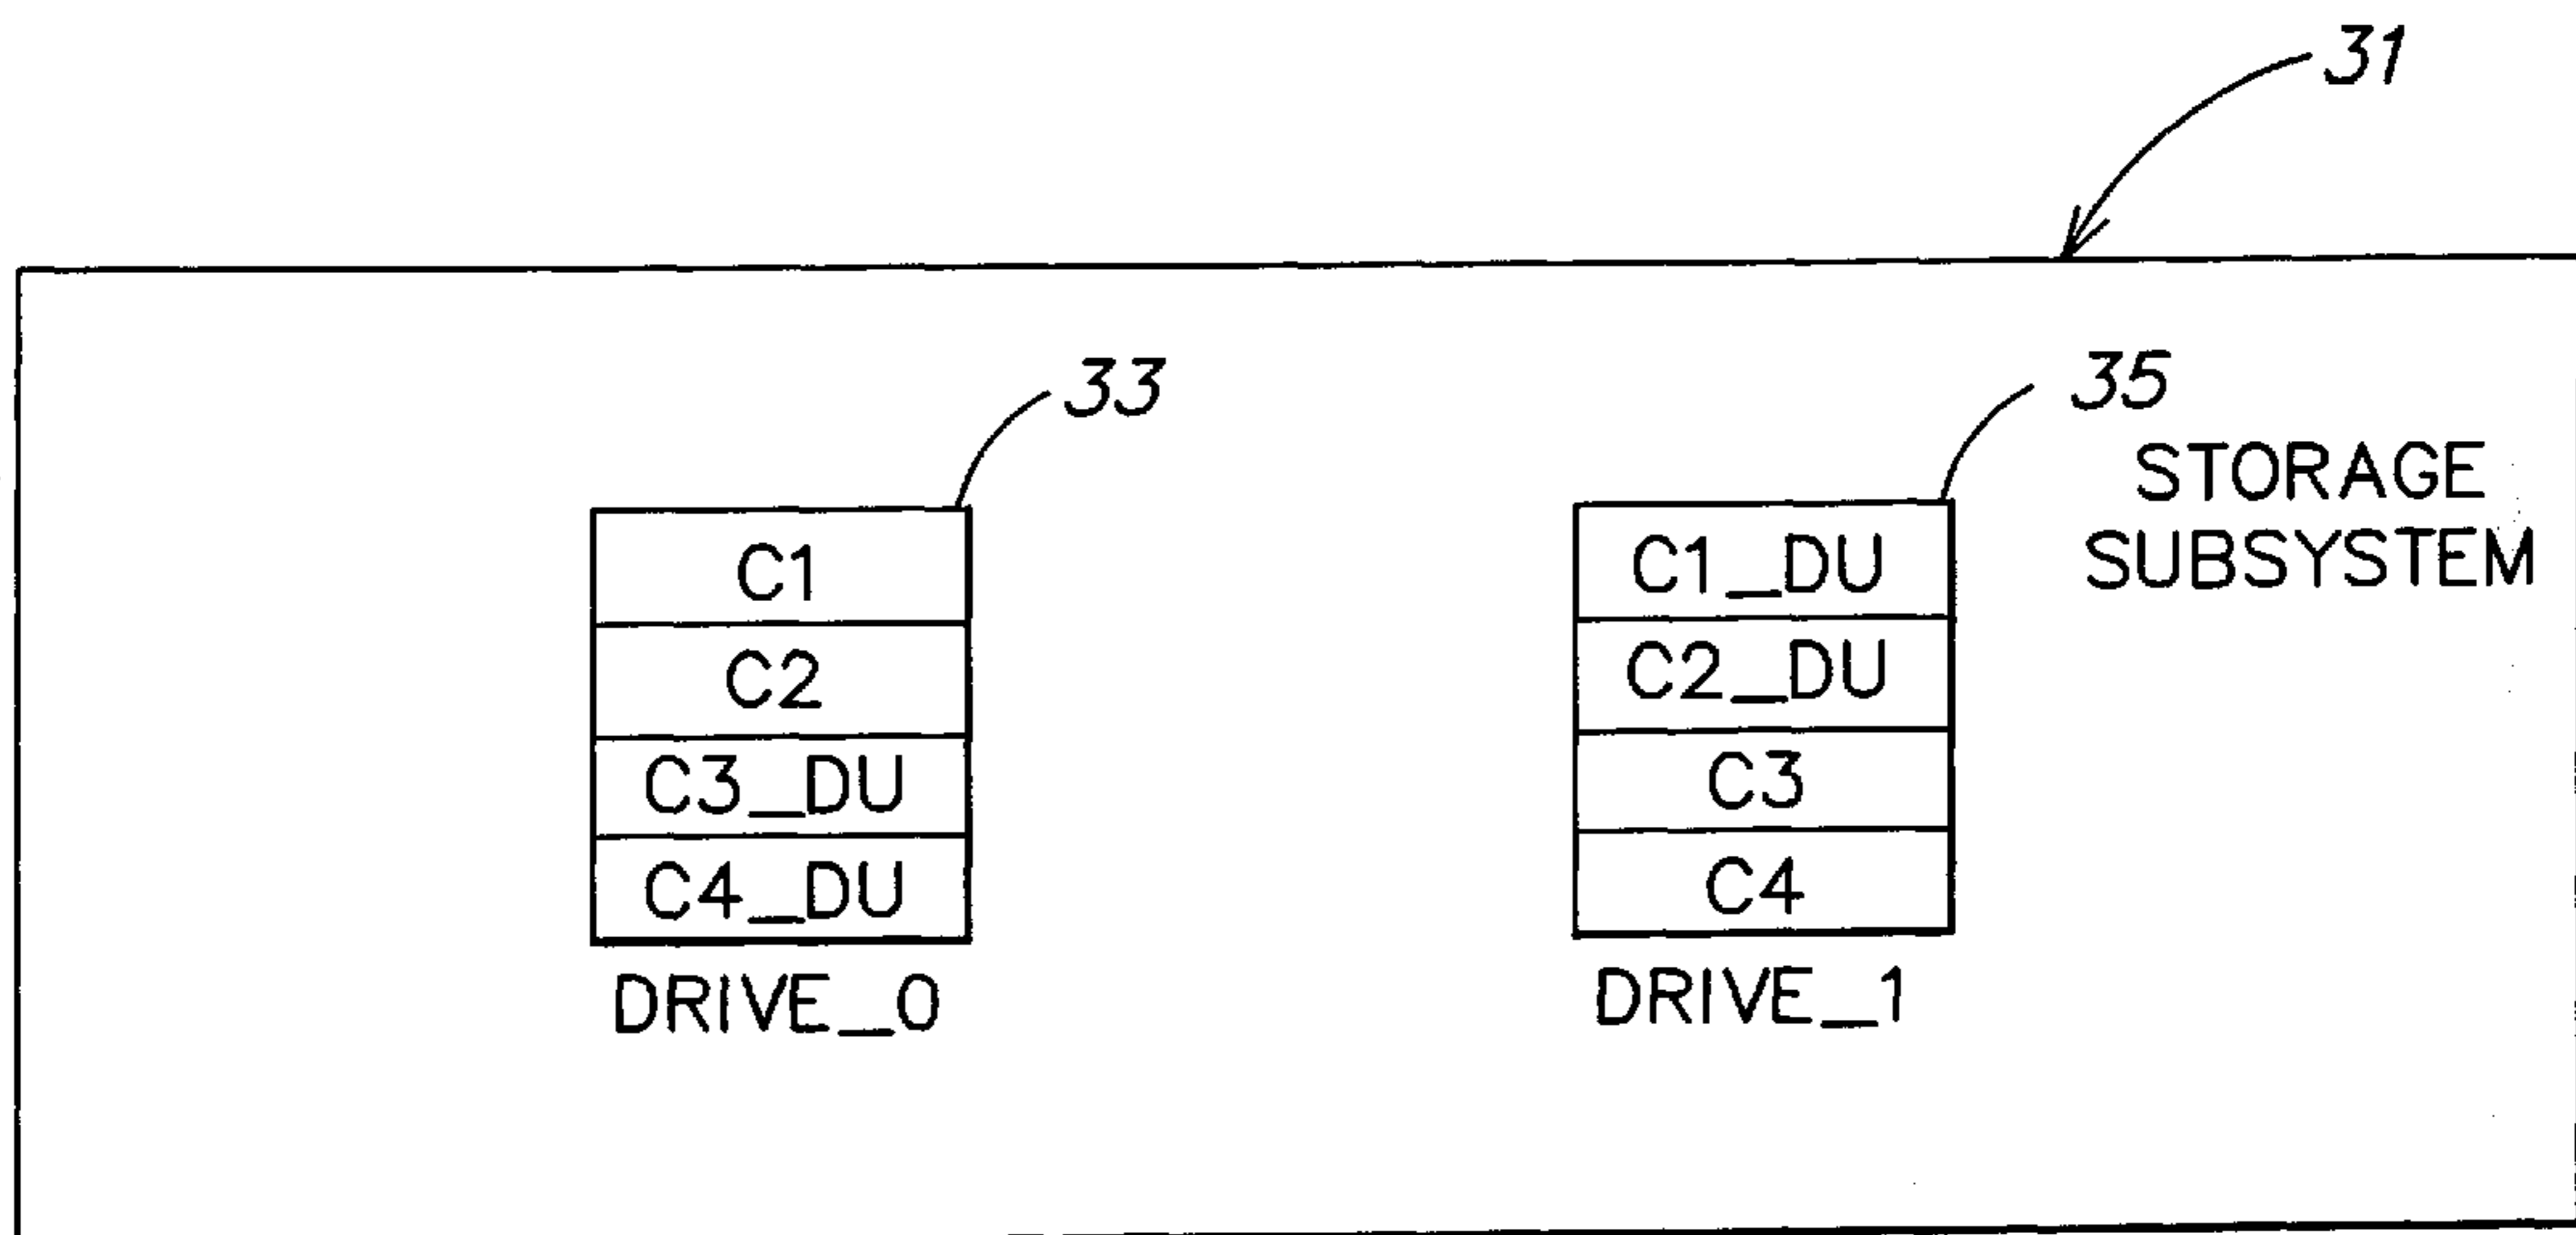 31
33
35
STORAGE
SUBSYSTEM
C1
C2
C3_DU
C4_DU
DRIVE_0
C1_DU
C2_DU
C3
C4
DRIVE_1